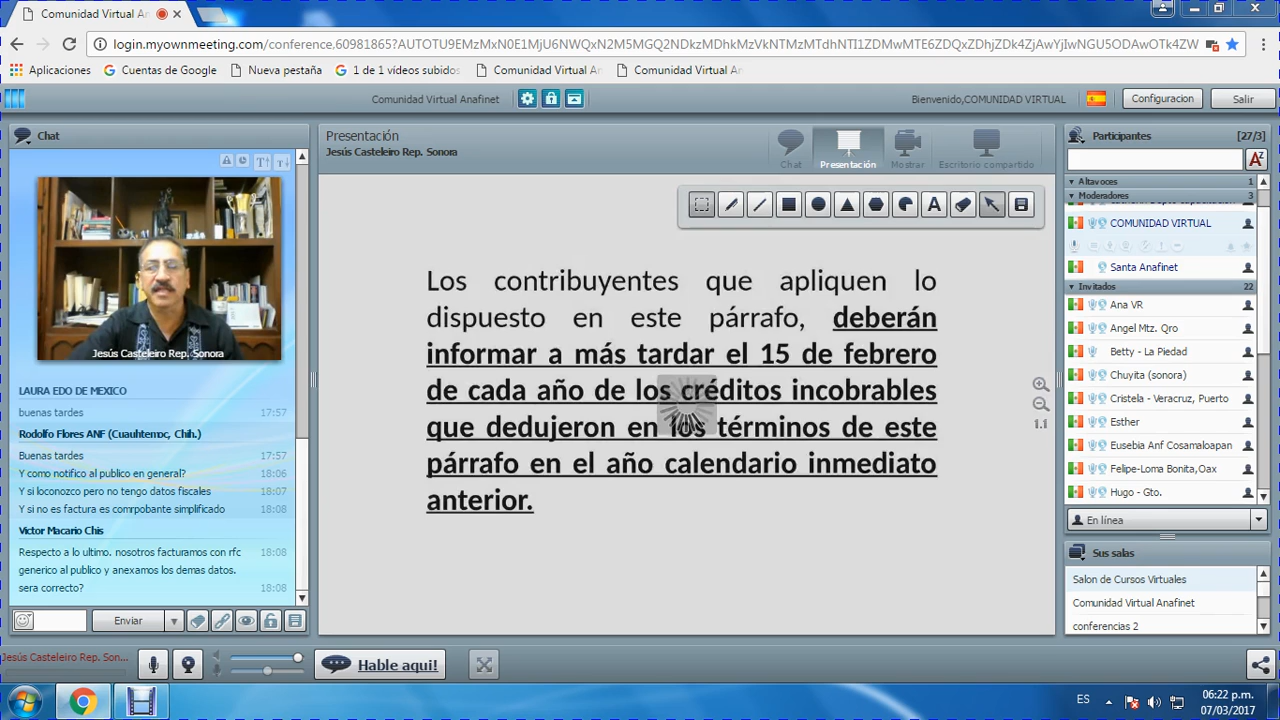 Comunidad Virtual An
login.myownmeeting.com/conference,60981865?AUTOTU9EMzMxN0E1MjU6NWQxN2M5MGQ2NDkzMDhkMzVkNTMzMTdhNTI1ZDMwMTE6ZDQxZDhjZDk4ZjAwYjIwNGU5ODAwOTk4ZW
Aplicaciones
Cuentas de Google
Nueva pestaña
1 de 1 vídeos subidos
Comunidad Virtual An
Comunidad Virtual An
Comunidad Virtual Anafinet
Bienvenido,COMUNIDAD VIRTUAL
Configuracion
Salir
Chat
Jesús Casteleiro Rep. Sonora
LAURA EDO DE MEXICO
buenas tardes 17:57
Rodolfo Flores ANF (Cuauhtemoc, Chih.)
Buenas tardes 17:57
Y como notifico al publico en general? 18:06
Y si loconozco pero no tengo datos fiscales 18:07
Y si no es factura es comrpobante simplificado 18:08
Victor Macario Chis
Respecto a lo ultimo. nosotros facturamos con rfc 18:08
generico al publico y anexamos los demas datos.
sera correcto? 18:08
Enviar
Presentación
Jesús Casteleiro Rep. Sonora
Chat
Presentación
Mostrar
Escritorio compartido
A
Los contribuyentes que apliquen lo
dispuesto en este párrafo, deberán
informar a más tardar el 15 de febrero
de cada año de los créditos incobrables
que dedujeron en los términos de este
párrafo en el año calendario inmediato
anterior.
1.1
Participantes [27/3]
Altavoces 1
Moderadores 3
COMUNIDAD VIRTUAL
Santa Anafinet
Invitados 22
Ana VR
Angel Mtz. Qro
Betty - La Piedad
Chuyita (sonora)
Cristela - Veracruz, Puerto
Esther
Eusebia Anf Cosamaloapan
Felipe-Loma Bonita,Oax
Hugo - Gto.
En línea
Sus salas
Salon de Cursos Virtuales
Comunidad Virtual Anafinet
conferencias 2
Jesús Casteleiro Rep. Son...
Hable aqui!
ES
06:22 p.m.
07/03/2017